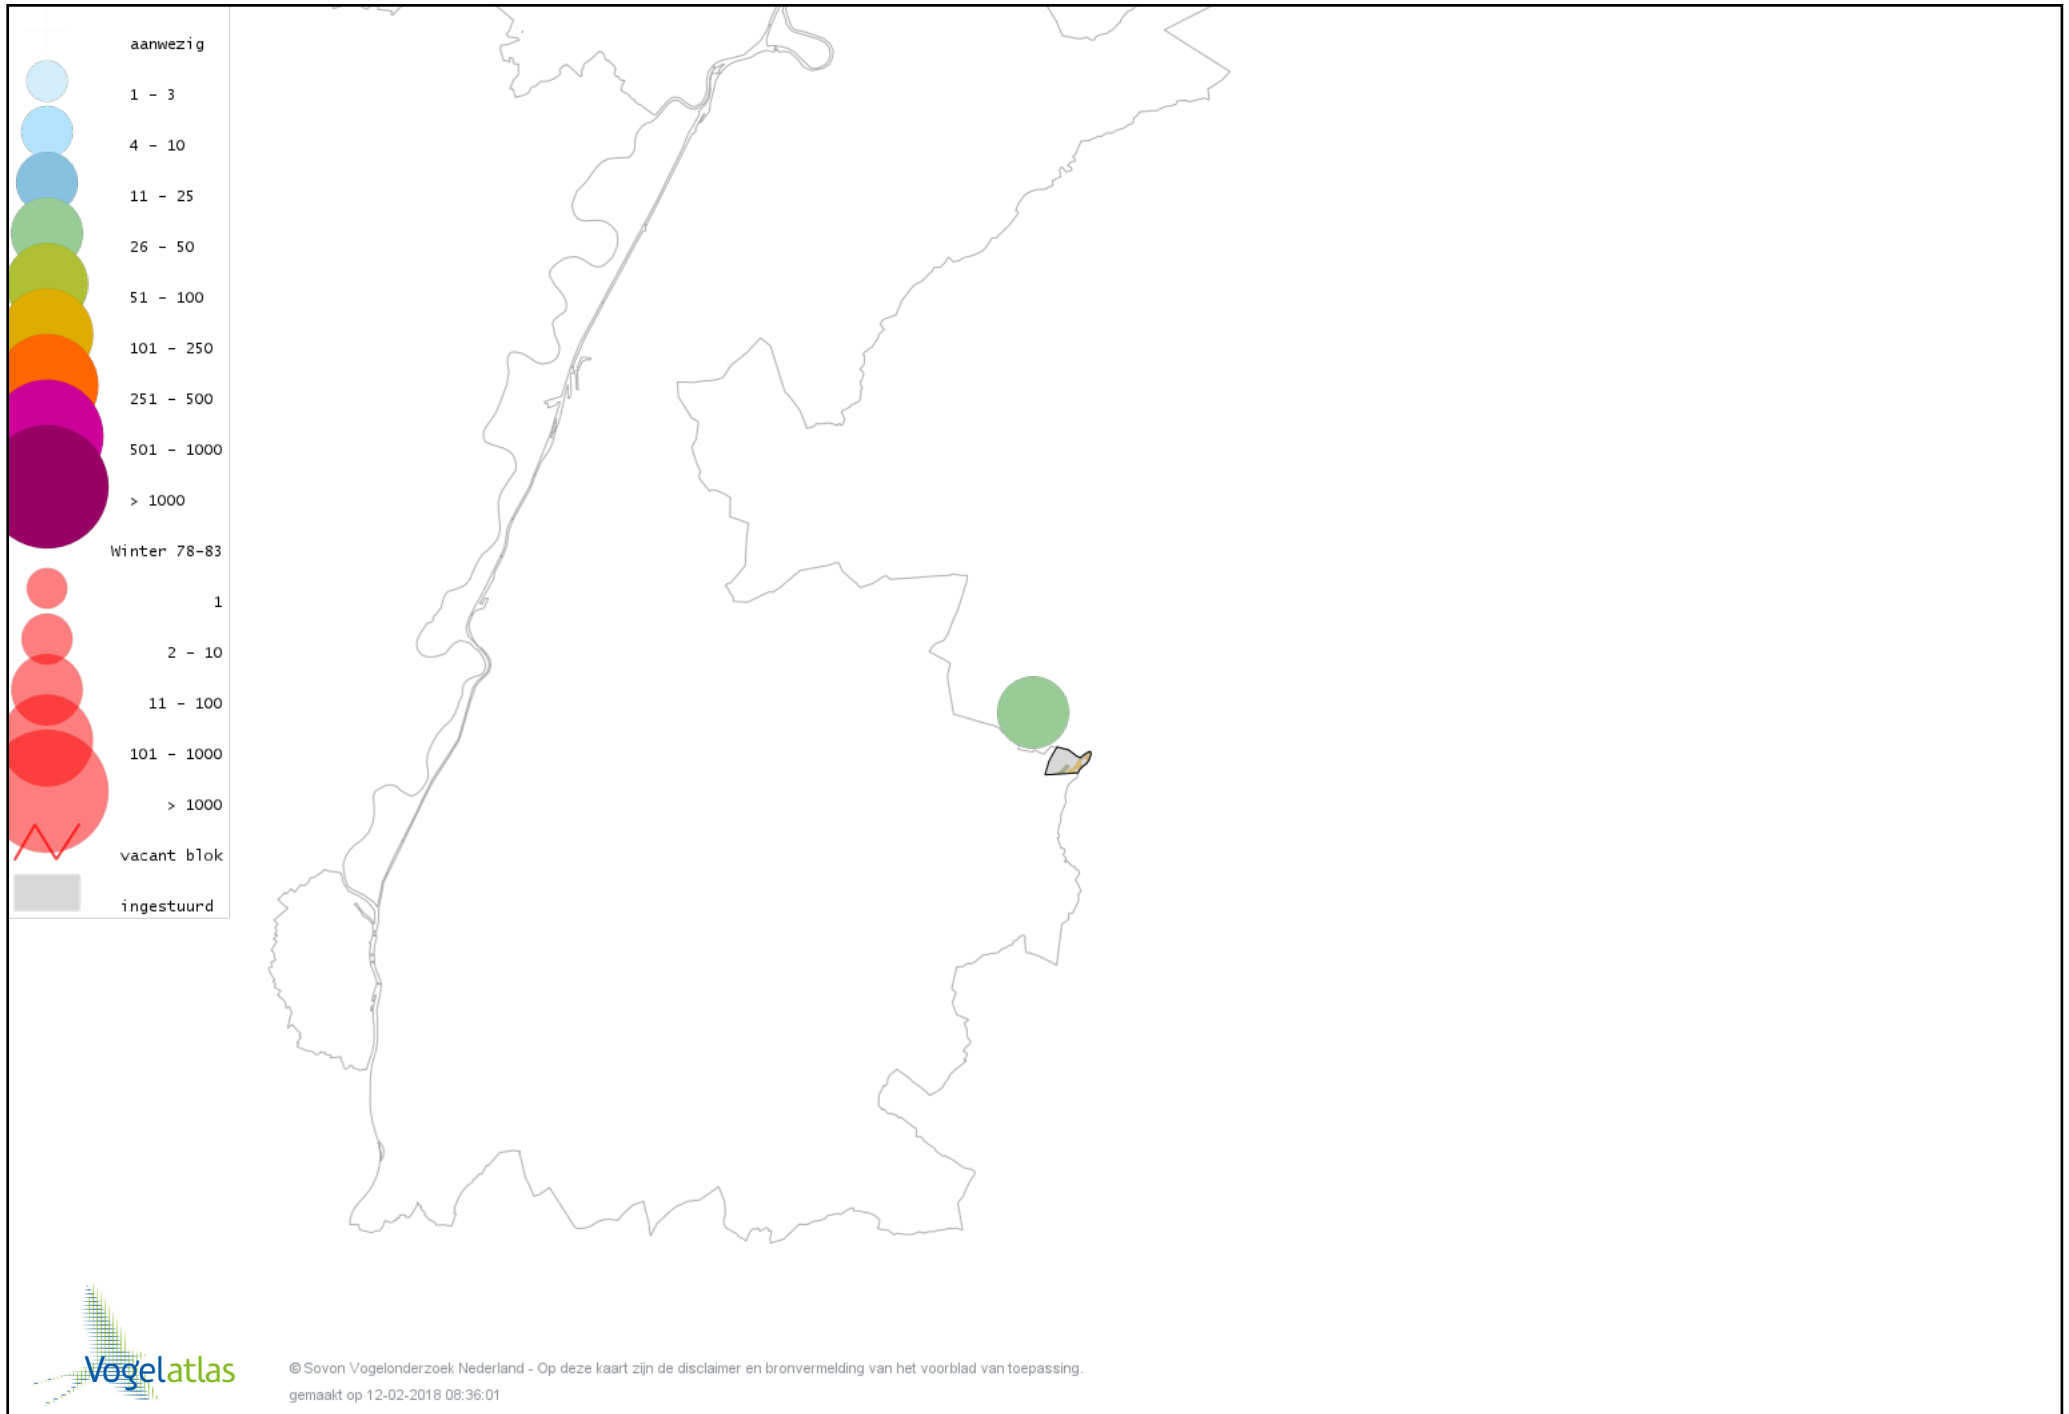 aanwezig
1 - 3
4 - 10
11 - 25
26 - 50
51 - 100
101 - 250
251 - 500
501 - 1000
> 1000
Winter 78-83
1
2 - 10
11 - 100
101 - 1000
> 1000
vacant blok
ingestuurd
Vogelatlas
© Sovon Vogelonderzoek Nederland - Op deze kaart zijn de disclaimer en bronvermelding van het voorblad van toepassing.
gemaakt op 12-02-2018 08:36:01